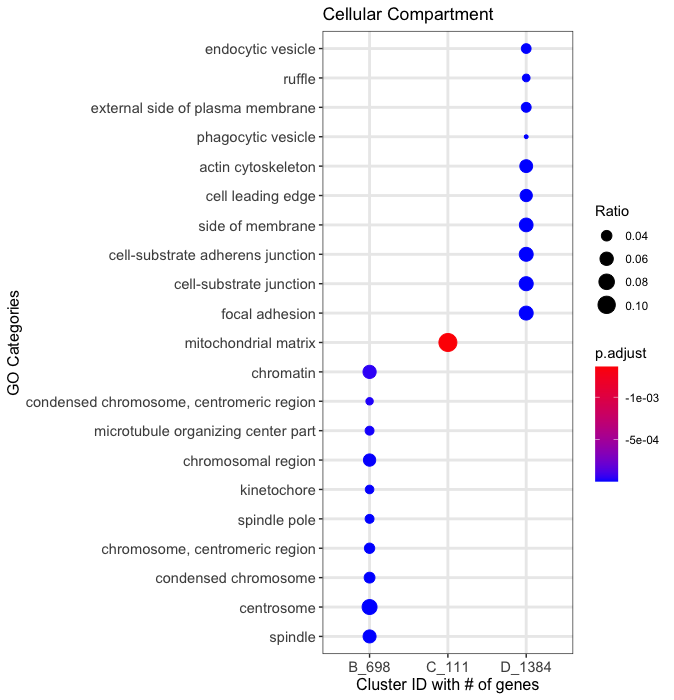 Cellular Compartment
GO Categories
endocytic vesicle
ruffle
external side of plasma membrane
phagocytic vesicle
actin cytoskeleton
cell leading edge
side of membrane
cell-substrate adherens junction
cell-substrate junction
focal adhesion
mitochondrial matrix
chromatin
condensed chromosome, centromeric region
microtubule organizing center part
chromosomal region
kinetochore
spindle pole
chromosome, centromeric region
condensed chromosome
centrosome
spindle
B_698 C_111 D_1384
Cluster ID with # of genes
Ratio
0.04
0.06
0.08
0.10
p.adjust
-1e-03
-5e-04